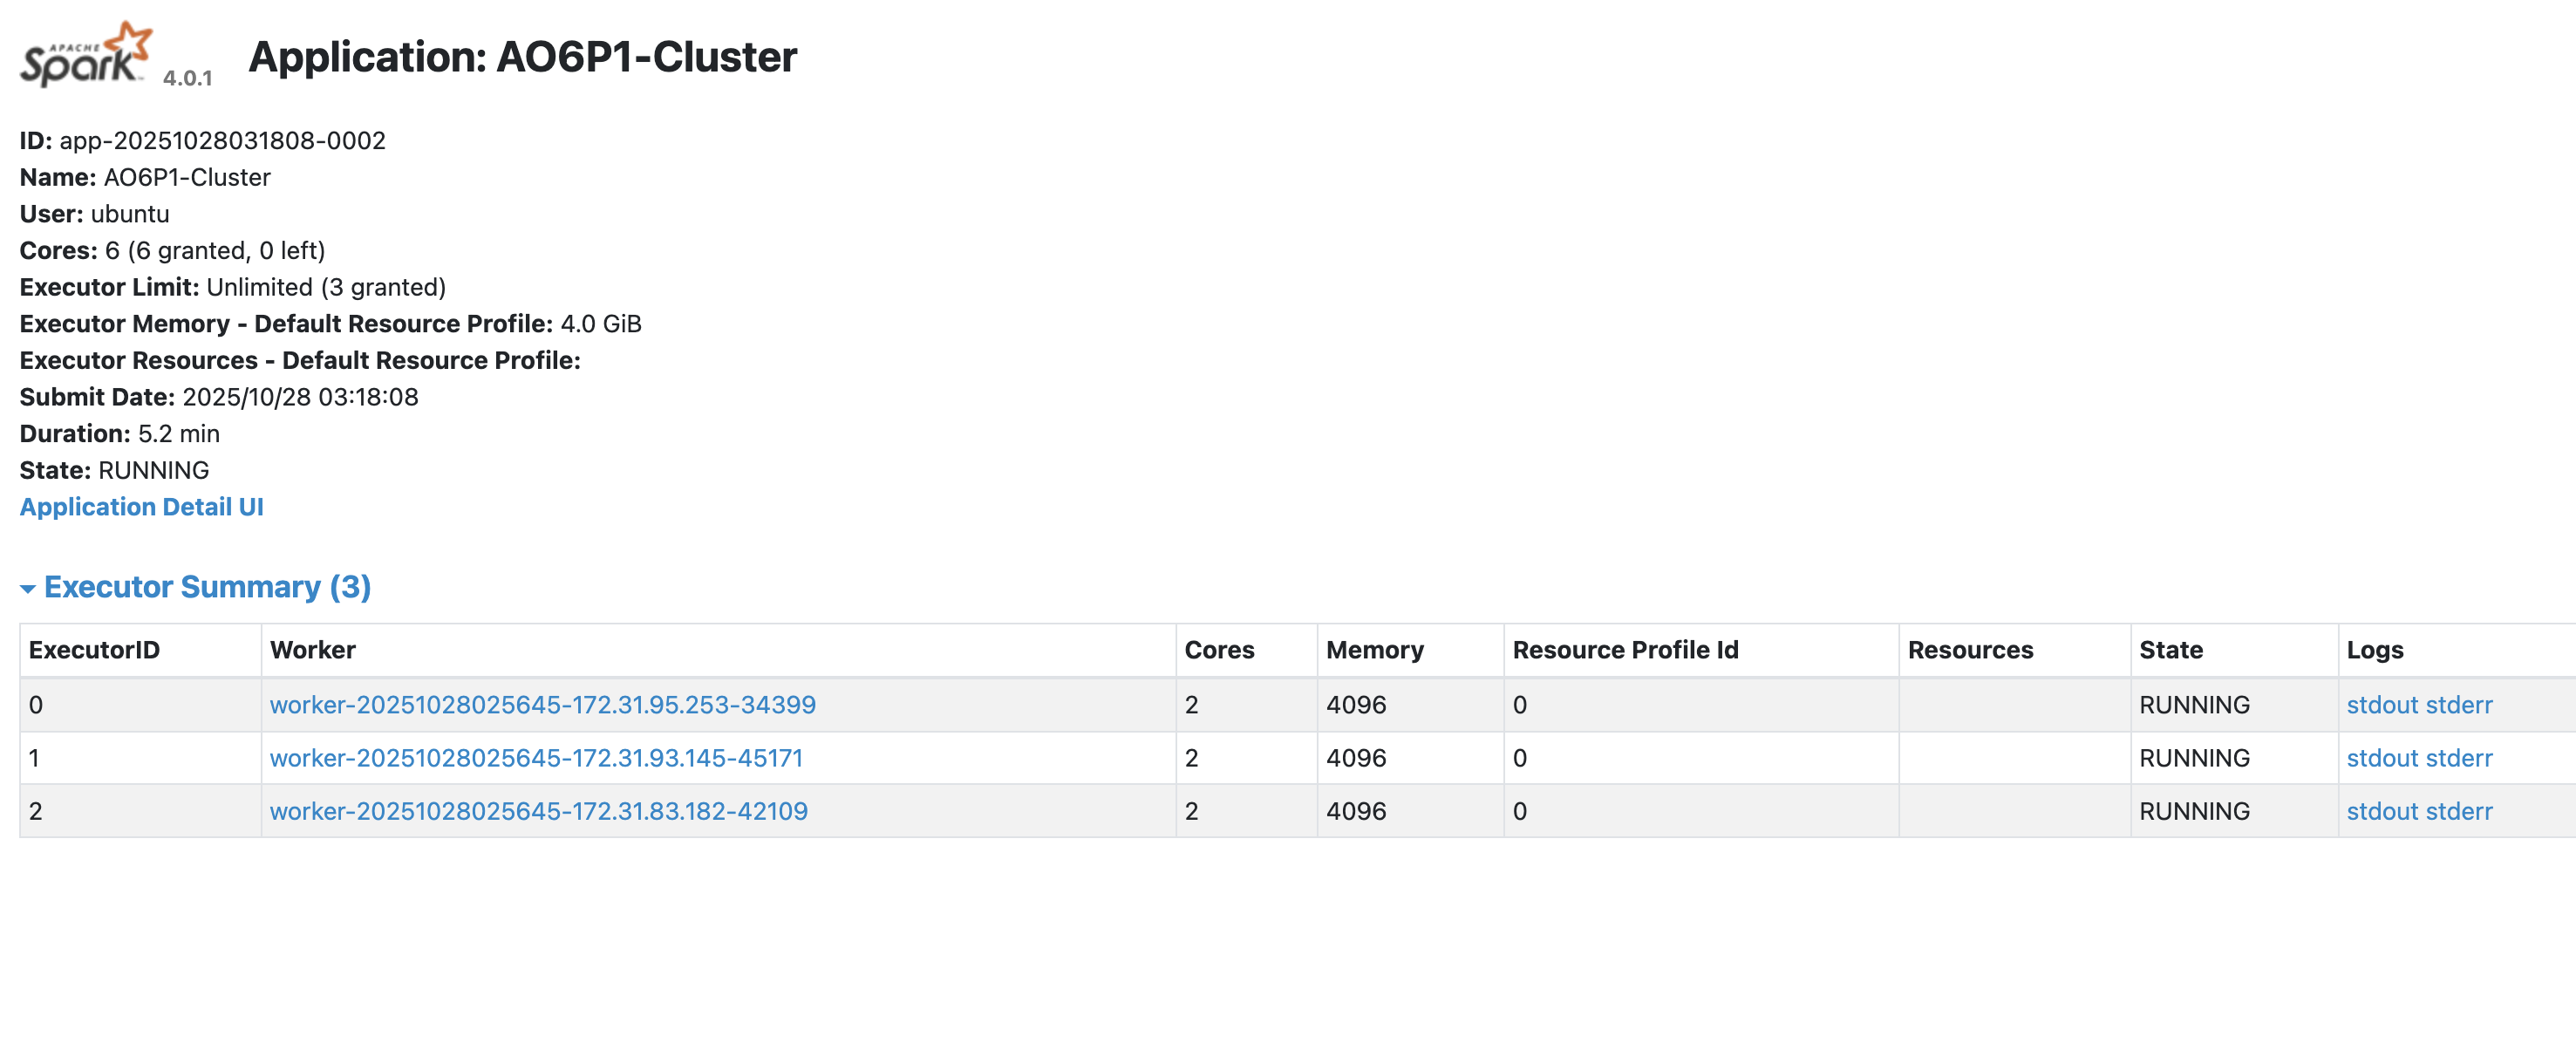 APACHE
Spark 4.0.1 Application: AO6P1-Cluster
ID: app-20251028031808-0002
Name: AO6P1-Cluster
User: ubuntu
Cores: 6 (6 granted, 0 left)
Executor Limit: Unlimited (3 granted)
Executor Memory - Default Resource Profile: 4.0 GiB
Executor Resources - Default Resource Profile:
Submit Date: 2025/10/28 03:18:08
Duration: 5.2 min
State: RUNNING
Application Detail UI
Executor Summary (3)
ExecutorID Worker Cores Memory Resource Profile Id Resources State Logs
0 worker-20251028025645-172.31.95.253-34399 2 4096 0 RUNNING stdout stderr
1 worker-20251028025645-172.31.93.145-45171 2 4096 0 RUNNING stdout stderr
2 worker-20251028025645-172.31.83.182-42109 2 4096 0 RUNNING stdout stderr